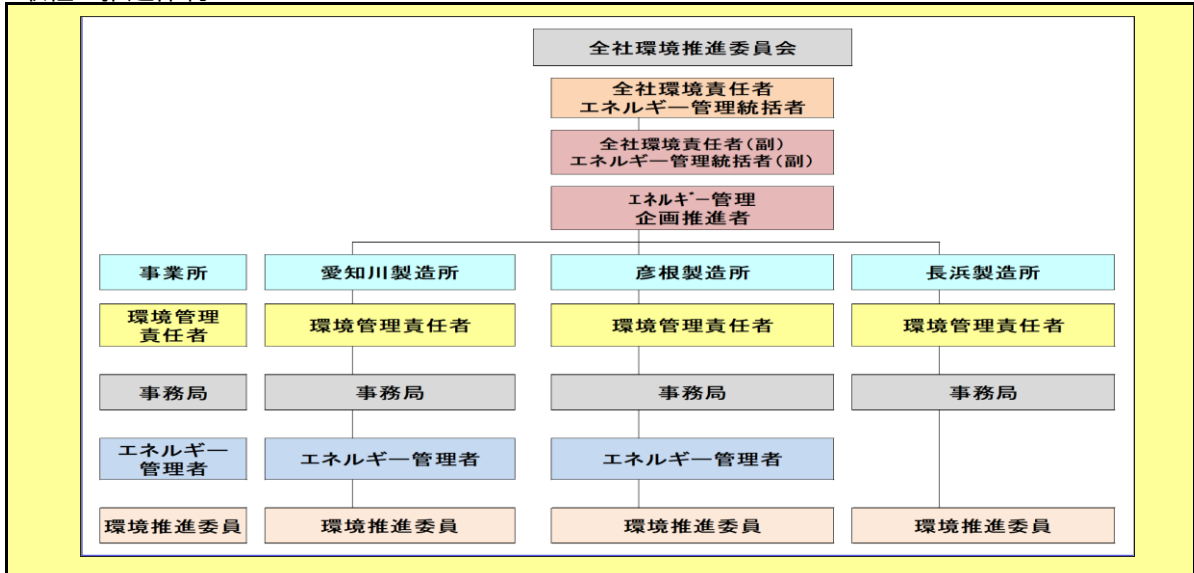 全社環境推進委員会
全社環境責任者
エネルギー管理統括者
全社環境責任者(副)
エネルギー管理統括者(副)
エネルギー管理
企画推進者
事業所
愛知川製造所
彦根製造所
長浜製造所
環境管理
責任者
環境管理責任者
環境管理責任者
環境管理責任者
事務局
事務局
事務局
事務局
エネルギー
管理者
エネルギー管理者
エネルギー管理者
環境推進委員
環境推進委員
環境推進委員
環境推進委員